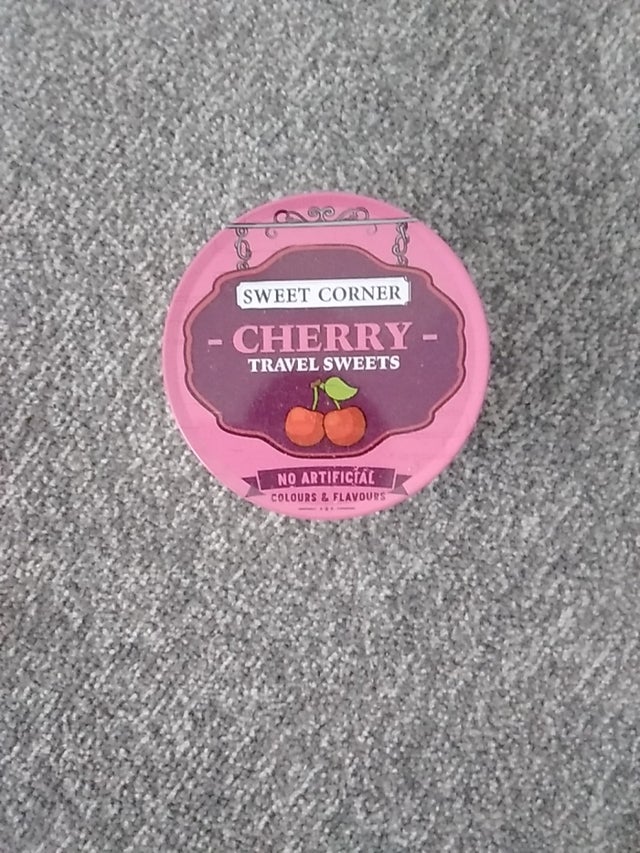 SWEET CORNER
- CHERRY -
TRAVEL SWEETS
NO ARTIFICIAL
COLOURS & FLAVOURS